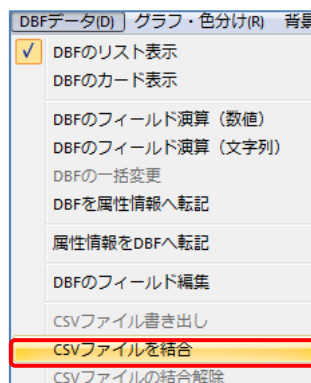 DBFデータ(D) グラフ・色分け(R) 背景
DBFのリスト表示
DBFのカード表示
DBFのフィールド演算（数値）
DBFのフィールド演算（文字列）
DBFの一括変更
DBFを属性情報へ転記
属性情報をDBFへ転記
DBFのフィールド編集
CSVファイル書き出し
CSVファイルを結合
CSVファイルの結合解除